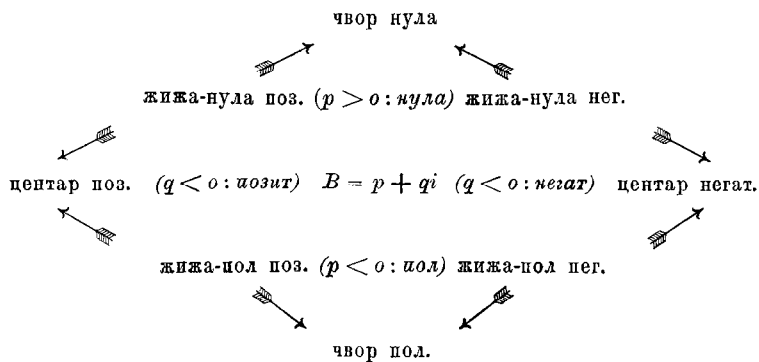 чвор нула
жижа-нула поз. (p > o : нула) жижа-нула нег.
центар поз. (q < o : позит) B = p + qi (q < o : негат) центар негат.
жижа-пол поз. (p < o : пол) жижа-пол нег.
чвор пол.